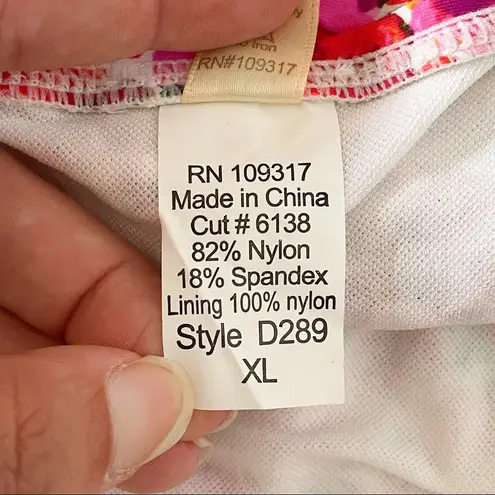 Iron
RN#109317
RN 109317
Made in China
Cut # 6138
82% Nylon
18% Spandex
Lining 100% nylon
Style D289
XL